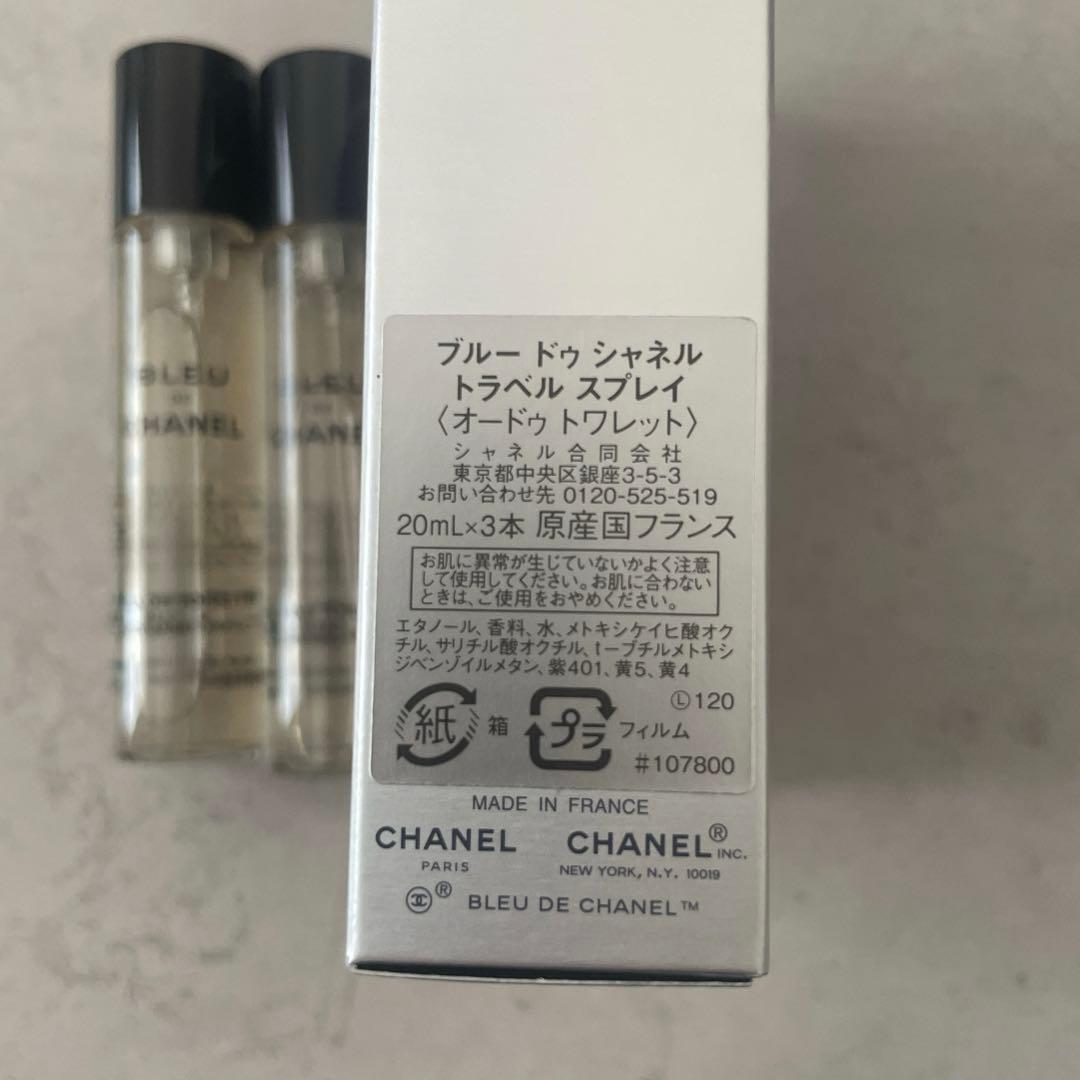 BLEU
DE
CHANEL
BLEU
CHANE
ブルー ドゥ シャネル
トラベル スプレイ
〈オードゥ トワレット〉
シャネル合同会社
東京都中央区銀座3-5-3
お問い合わせ先 0120-525-519
20mL×3本 原産国フランス
お肌に異常が生じていないかよく注意
して使用してください。お肌に合わない
ときは、ご使用をおやめください。
エタノール、香料、水、メトキシケイヒ酸オク
チル、サリチル酸オクチル、t-ブチルメトキシ
ジベンゾイルメタン、紫401、黄5、黄4
Ⓛ120
紙 箱 プラ フィルム
#107800
MADE IN FRANCE
CHANEL CHANEL® INC.
PARIS NEW YORK, N.Y. 10019
® BLEU DE CHANEL™